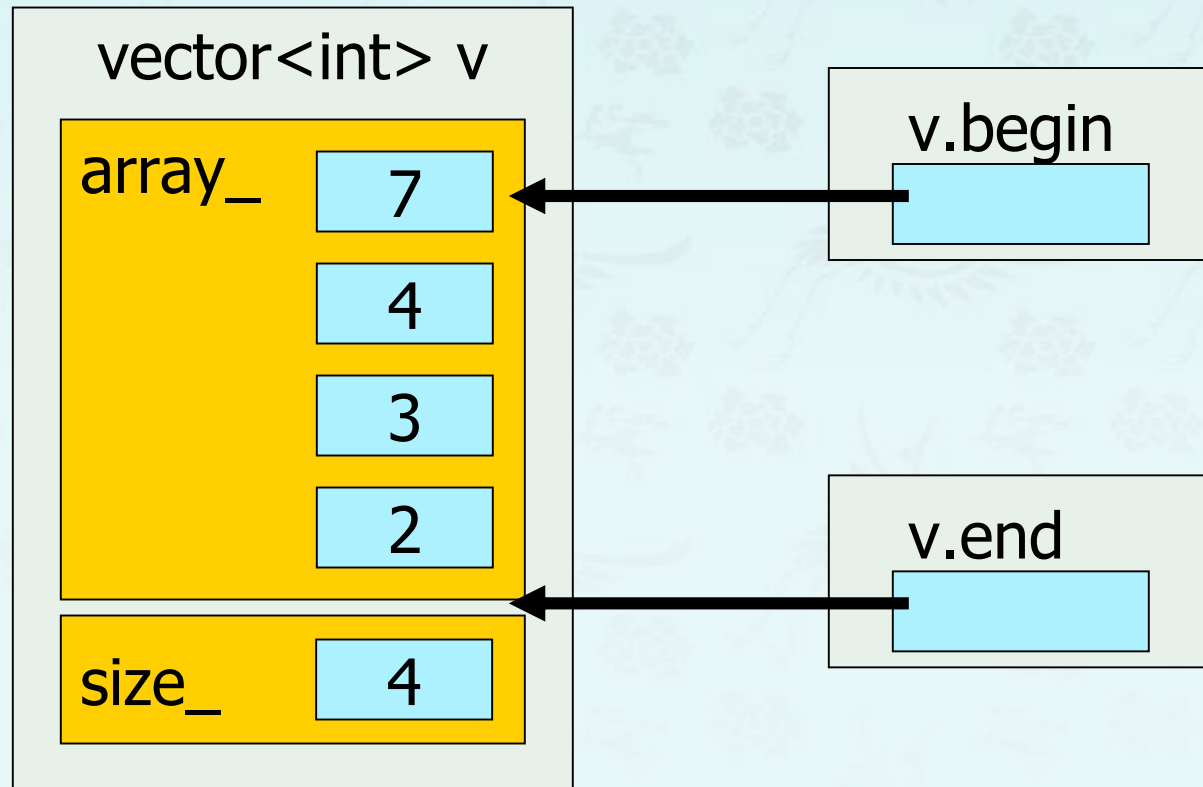 vector<int> v
array_
7
4
3
2
size_
4
v.begin
v.end